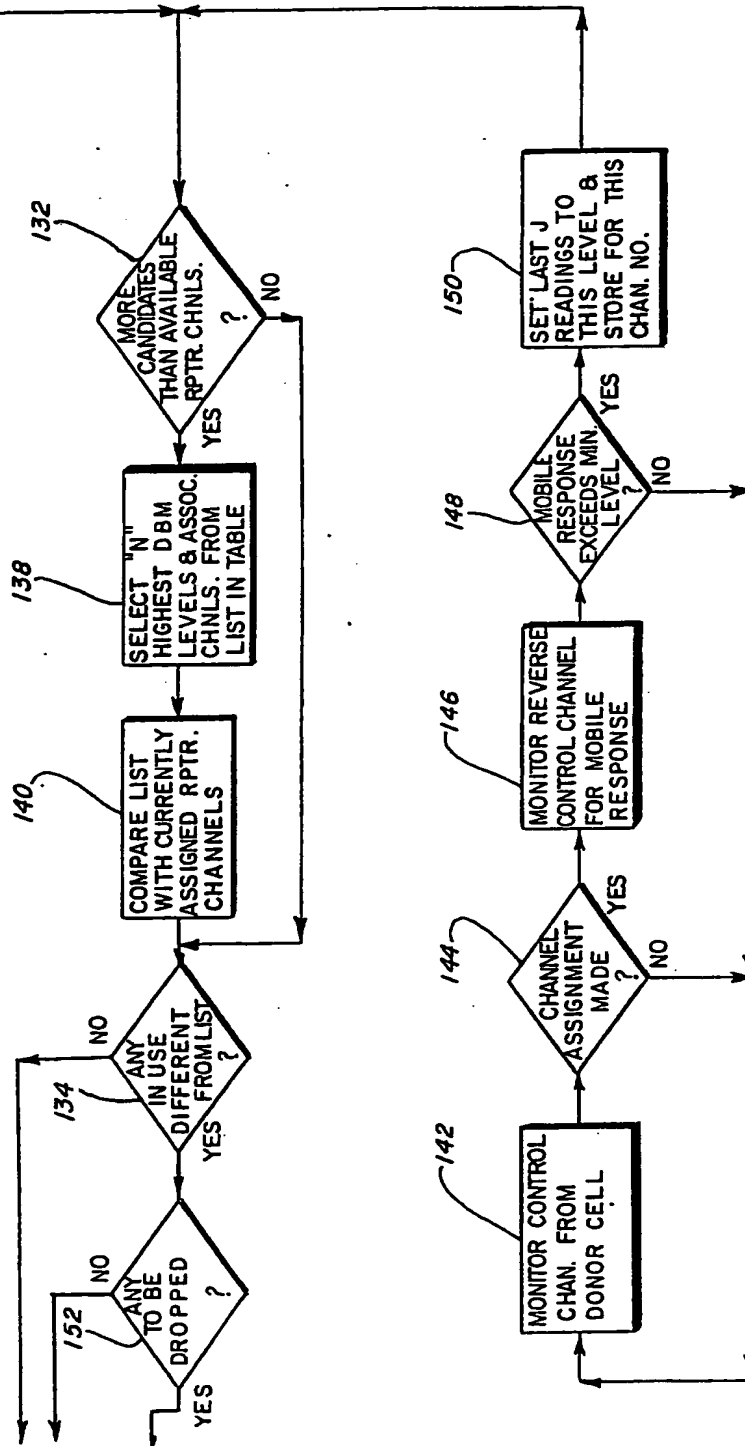 132
MORE
CANDIDATES
THAN AVAILABLE
RPTR. CHNLS.
?
NO
YES
138
SELECT "N"
HIGHEST DBM
LEVELS & ASSOC.
CHNLS. FROM
LIST IN TABLE
140
COMPARE LIST
WITH CURRENTLY
ASSIGNED RPTR.
CHANNELS
134
ANY
IN USE
DIFFERENT
FROM LIST
?
NO
YES
152
ANY
TO BE
DROPPED
?
NO
YES
142
MONITOR CONTROL
CHAN. FROM
DONOR CELL
144
CHANNEL
ASSIGNMENT
MADE
?
YES
NO
146
MONITOR REVERSE
CONTROL CHANNEL
FOR MOBILE
RESPONSE
148
MOBILE
RESPONSE
EXCEEDS MIN.
LEVEL
?
YES
NO
150
SET LAST J
READINGS TO
THIS LEVEL &
STORE FOR THIS
CHAN. NO.